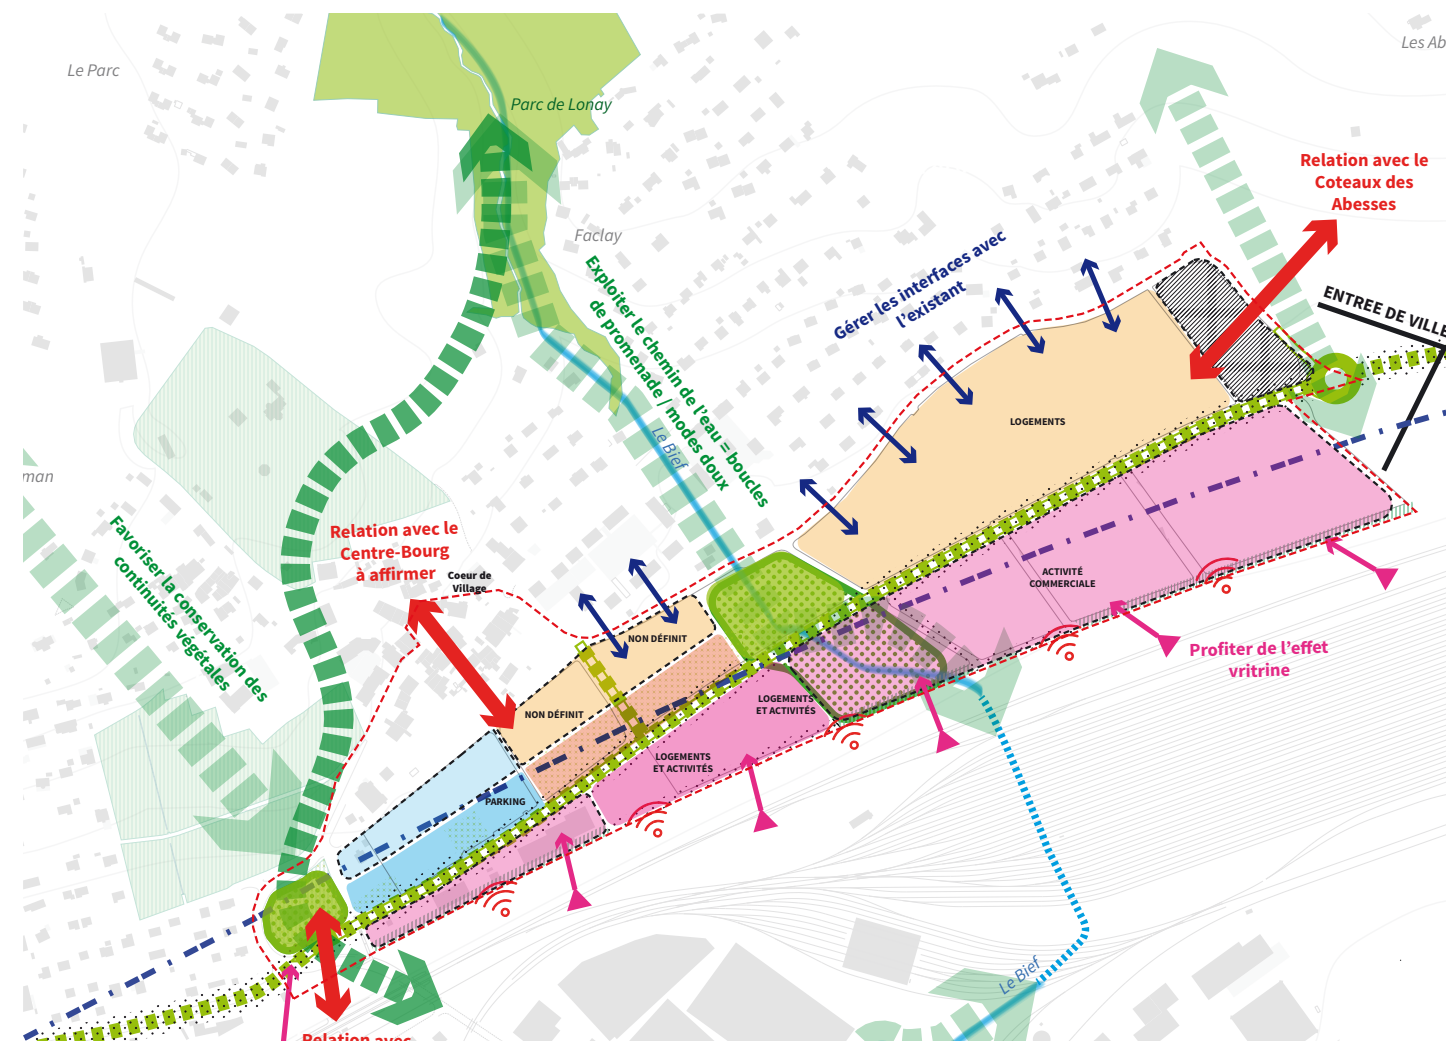 Les Ab
Le Parc
Parc de Lonay
Relation avec le
Coteaux des
Abesses
Faclay
Gérer les interfaces avec
l'existant
ENTREE DE VILLE
Exploiter le chemin de l'eau = boucles
de promenade / modes doux
Le Bief
LOGEMENTS
man
Favoriser la conservation des
continuités végétales
Relation avec le
Centre-Bourg
à affirmer
Coeur de
Village
ACTIVITÉ
COMMERCIALE
NON DÉFINIT
Profiter de l'effet
vritrine
LOGEMENTS
ET ACTIVITÉS
NON DÉFINIT
LOGEMENTS
ET ACTIVITÉS
PARKING
Le Bief
Relation avec